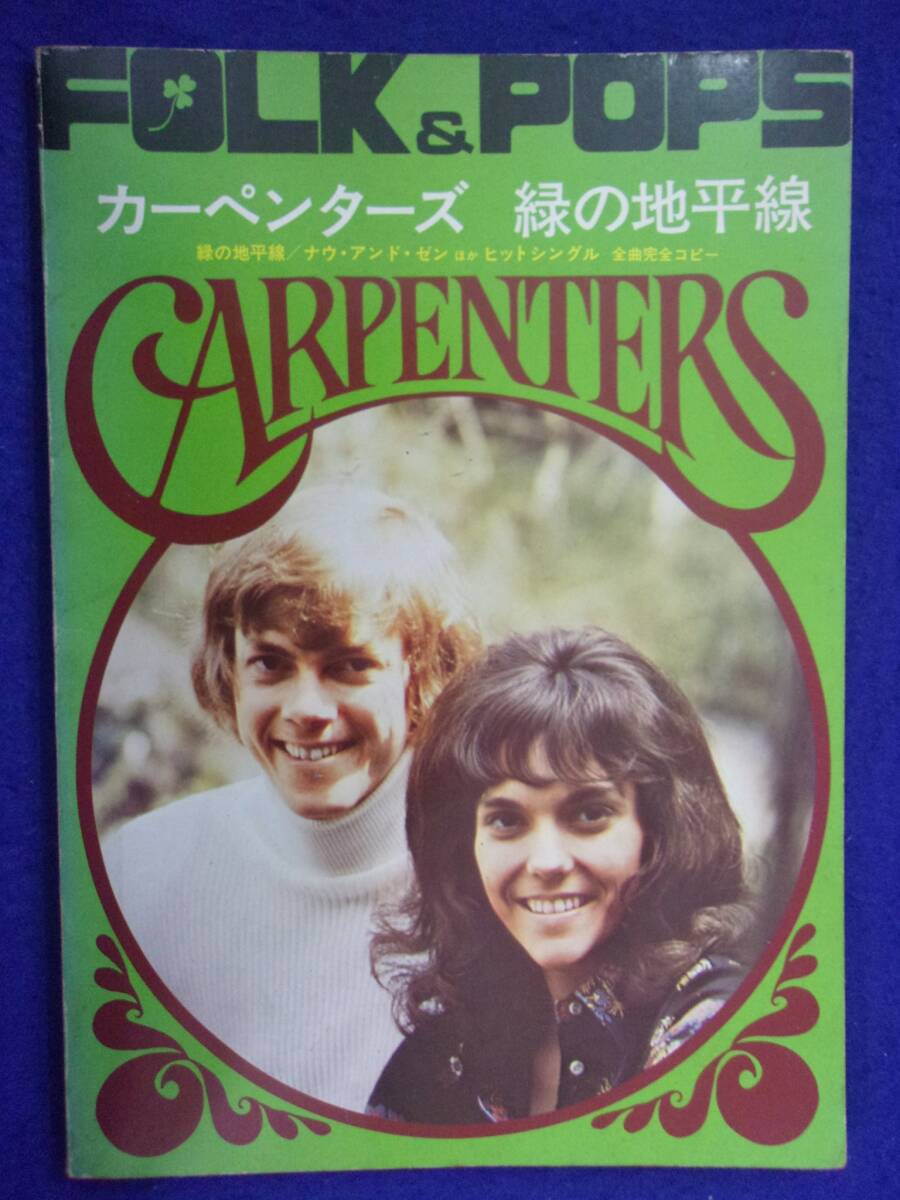 FOLK & POPS
カーペンターズ 緑の地平線
緑の地平線/ナウ・アンド・ゼン ほか ヒットシングル 全曲完全コピー
CARPENTERS